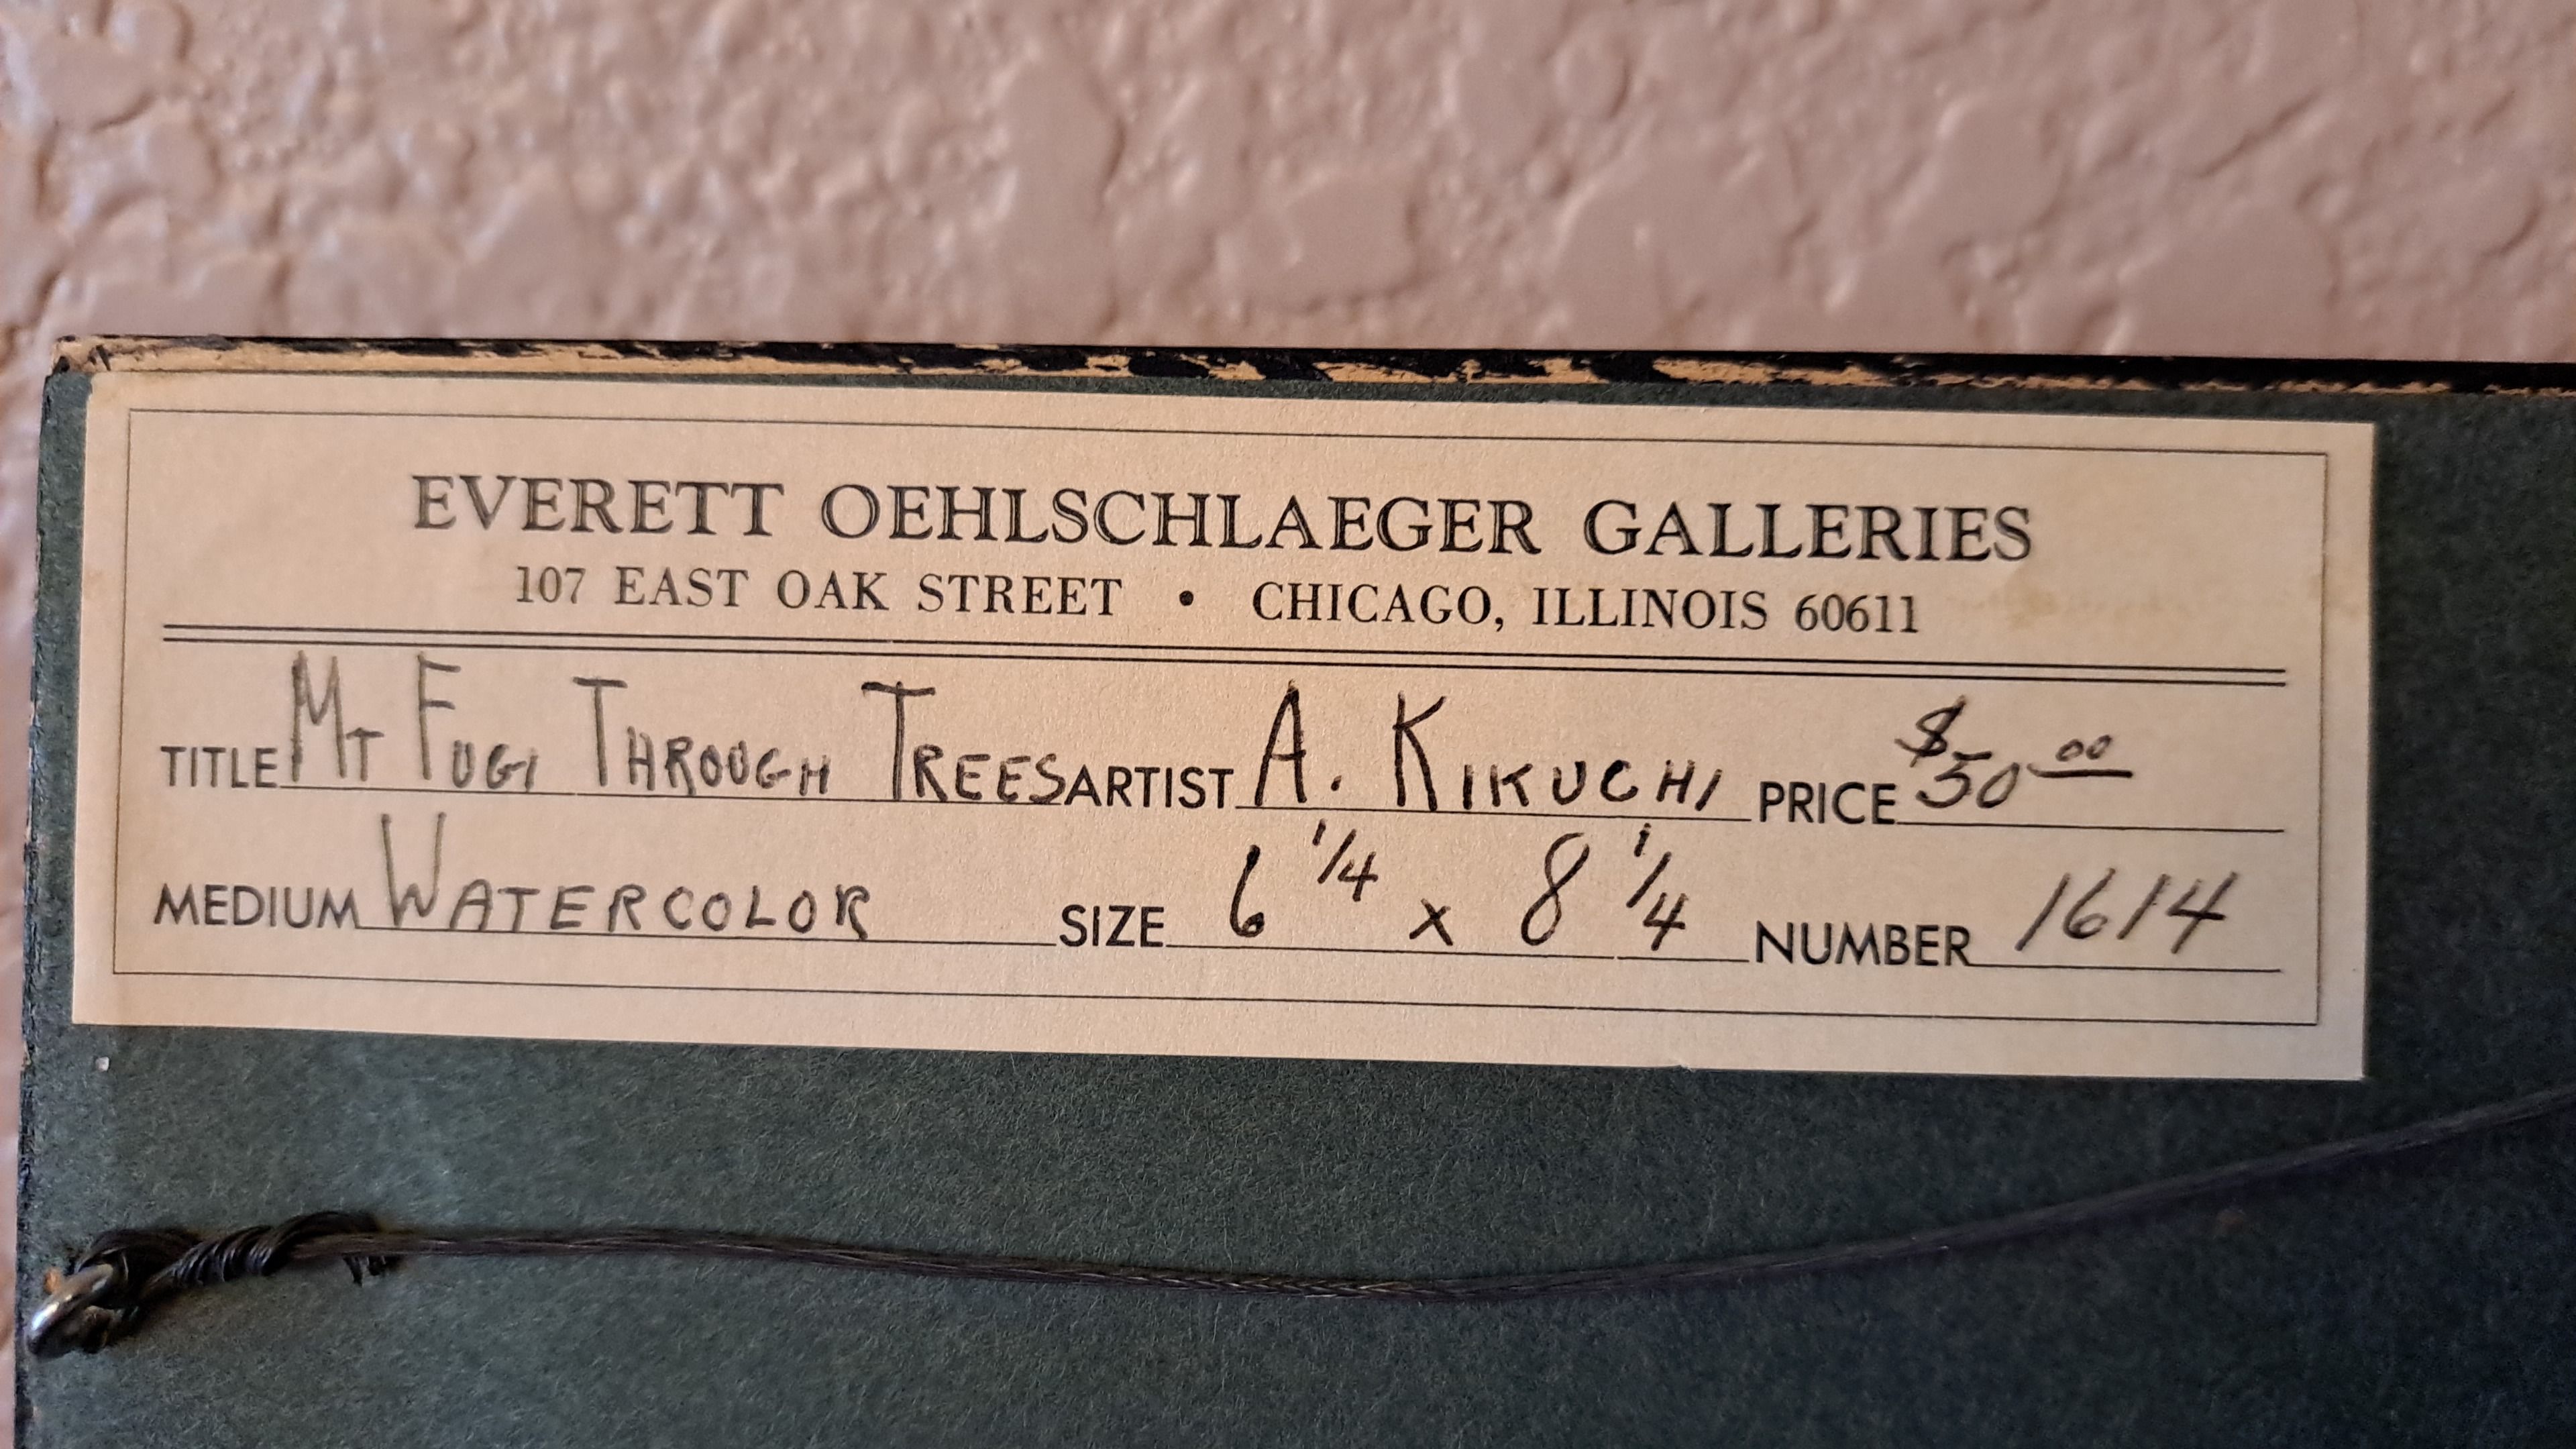 EVERETT OEHLSCHLAEGER GALLERIES
107 EAST OAK STREET • CHICAGO, ILLINOIS 60611
TITLE MT FUGI THROUGH TREES ARTIST A. KIKUCHI PRICE $50.00
MEDIUM WATERCOLOR SIZE 6 1/4 x 8 1/4 NUMBER 1614